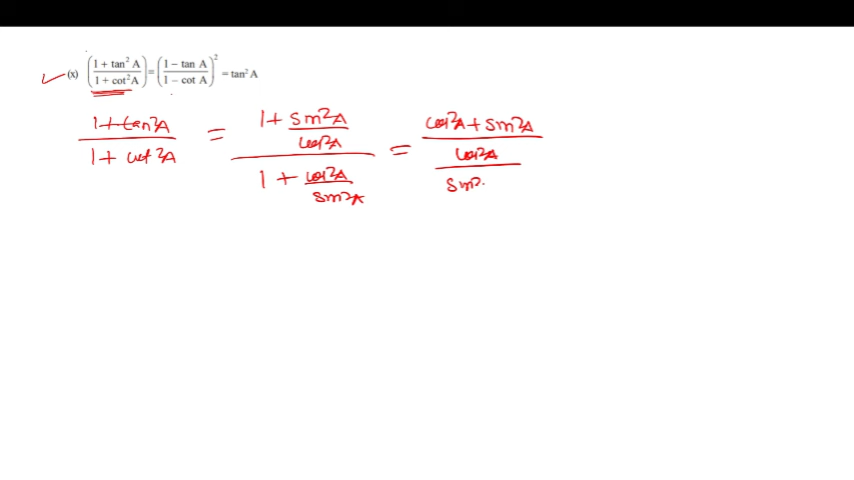 (x) (1 + tan² A / 1 + cot² A) = (1 − tan A / 1 − cot A)² = tan² A
1+tan²A / 1+ cot²A = 1+ sin²A/cos²A / 1 + cos²A/sin²A = cos²A + sin²A / cos²A / sin²